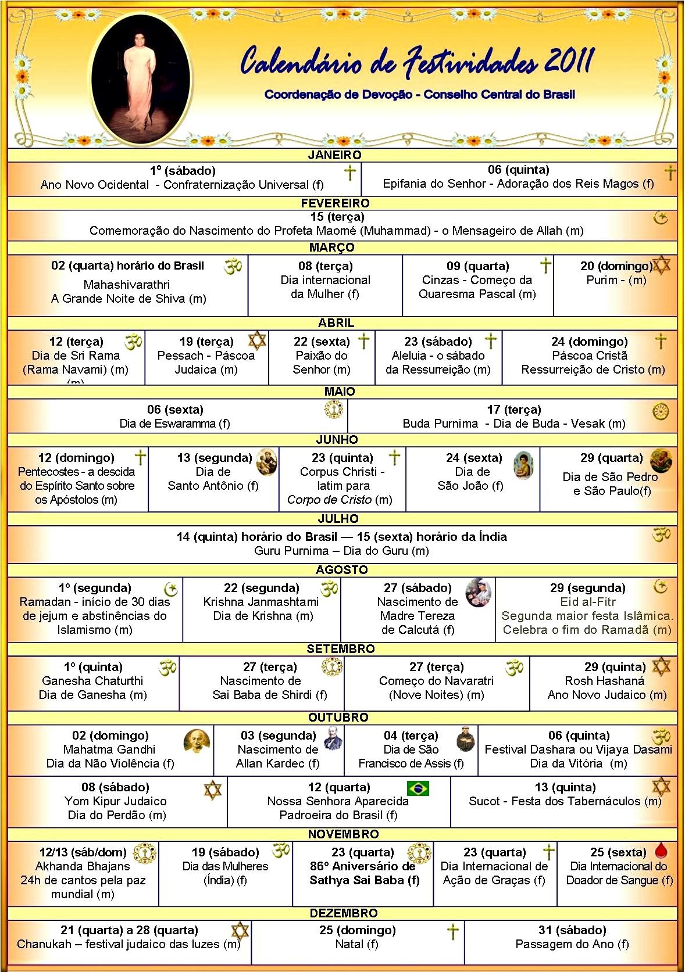 Calendário de Festividades 2011
Coordenação de Devoção - Conselho Central do Brasil
JANEIRO
1º (sábado)
Ano Novo Ocidental - Confraternização Universal (f)
06 (quinta)
Epifania do Senhor - Adoração dos Reis Magos (f)
FEVEREIRO
15 (terça)
Comemoração do Nascimento do Profeta Maomé (Muhammad) - o Mensageiro de Allah (m)
MARÇO
02 (quarta) horário do Brasil
Mahashivarathri
A Grande Noite de Shiva (m)
08 (terça)
Dia internacional
da Mulher (f)
09 (quarta)
Cinzas - Começo da
Quaresma Pascal (m)
20 (domingo)
Purim - (m)
ABRIL
12 (terça)
Dia de Sri Rama
(Rama Navami) (m)
(m)
19 (terça)
Pessach - Páscoa
Judaica (m)
22 (sexta)
Paixão do
Senhor (m)
23 (sábado)
Aleluia - o sábado
da Ressurreição (m)
24 (domingo)
Páscoa Cristã
Ressurreição de Cristo (m)
MAIO
06 (sexta)
Dia de Eswaramma (f)
17 (terça)
Buda Purnima - Dia de Buda - Vesak (m)
JUNHO
12 (domingo)
Pentecostes - a descida
do Espírito Santo sobre
os Apóstolos (m)
13 (segunda)
Dia de
Santo Antônio (f)
23 (quinta)
Corpus Christi -
latim para
Corpo de Cristo (m)
24 (sexta)
Dia de
São João (f)
29 (quarta)
Dia de São Pedro
e São Paulo(f)
JULHO
14 (quinta) horário do Brasil — 15 (sexta) horário da Índia
Guru Purnima – Dia do Guru (m)
AGOSTO
1º (segunda)
Ramadan - início de 30 dias
de jejum e abstinências do
Islamismo (m)
22 (segunda)
Krishna Janmashtami
Dia de Krishna (m)
27 (sábado)
Nascimento de
Madre Tereza
de Calcutá (f)
29 (segunda)
Eid al-Fitr
Segunda maior festa Islâmica.
Celebra o fim do Ramadã (m)
SETEMBRO
1º (quinta)
Ganesha Chaturthi
Dia de Ganesha (m)
27 (terça)
Nascimento de
Sai Baba de Shirdi (f)
27 (terça)
Começo do Navaratri
(Nove Noites) (m)
29 (quinta)
Rosh Hashaná
Ano Novo Judaico (m)
OUTUBRO
02 (domingo)
Mahatma Gandhi
Dia da Não Violência (f)
03 (segunda)
Nascimento de
Allan Kardec (f)
04 (terça)
Dia de São
Francisco de Assis (f)
06 (quinta)
Festival Dashara ou Vijaya Dasami
Dia da Vitória (m)
08 (sábado)
Yom Kipur Judaico
Dia do Perdão (m)
12 (quarta)
Nossa Senhora Aparecida
Padroeira do Brasil (f)
13 (quinta)
Sucot - Festa dos Tabernáculos (m)
NOVEMBRO
12/13 (sáb/dom)
Akhanda Bhajans
24h de cantos pela paz
mundial (m)
19 (sábado)
Dia das Mulheres
(Índia) (f)
23 (quarta)
86º Aniversário de
Sathya Sai Baba (f)
23 (quarta)
Dia Internacional de
Ação de Graças (f)
25 (sexta)
Dia Internacional do
Doador de Sangue (f)
DEZEMBRO
21 (quarta) a 28 (quarta)
Chanukah – festival judaico das luzes (m)
25 (domingo)
Natal (f)
31 (sábado)
Passagem do Ano (f)